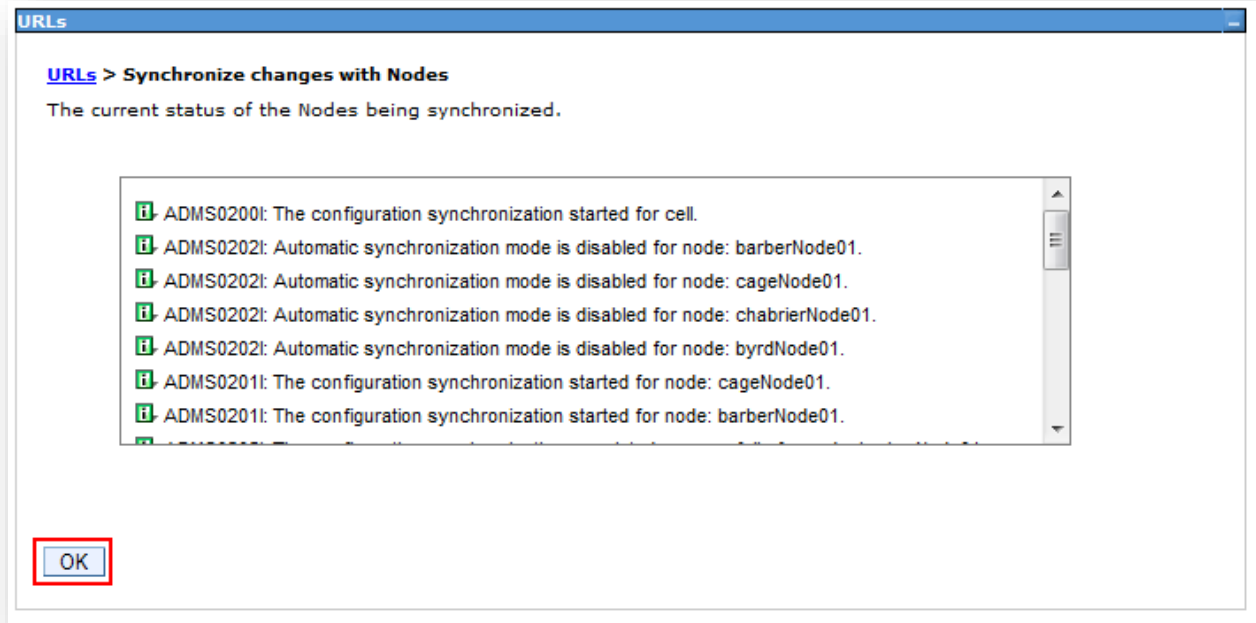 URLs
URLs > Synchronize changes with Nodes
The current status of the Nodes being synchronized.
ADMS0200I: The configuration synchronization started for cell.
ADMS0202I: Automatic synchronization mode is disabled for node: barberNode01.
ADMS0202I: Automatic synchronization mode is disabled for node: cageNode01.
ADMS0202I: Automatic synchronization mode is disabled for node: chabrierNode01.
ADMS0202I: Automatic synchronization mode is disabled for node: byrdNode01.
ADMS0201I: The configuration synchronization started for node: cageNode01.
ADMS0201I: The configuration synchronization started for node: barberNode01.
OK